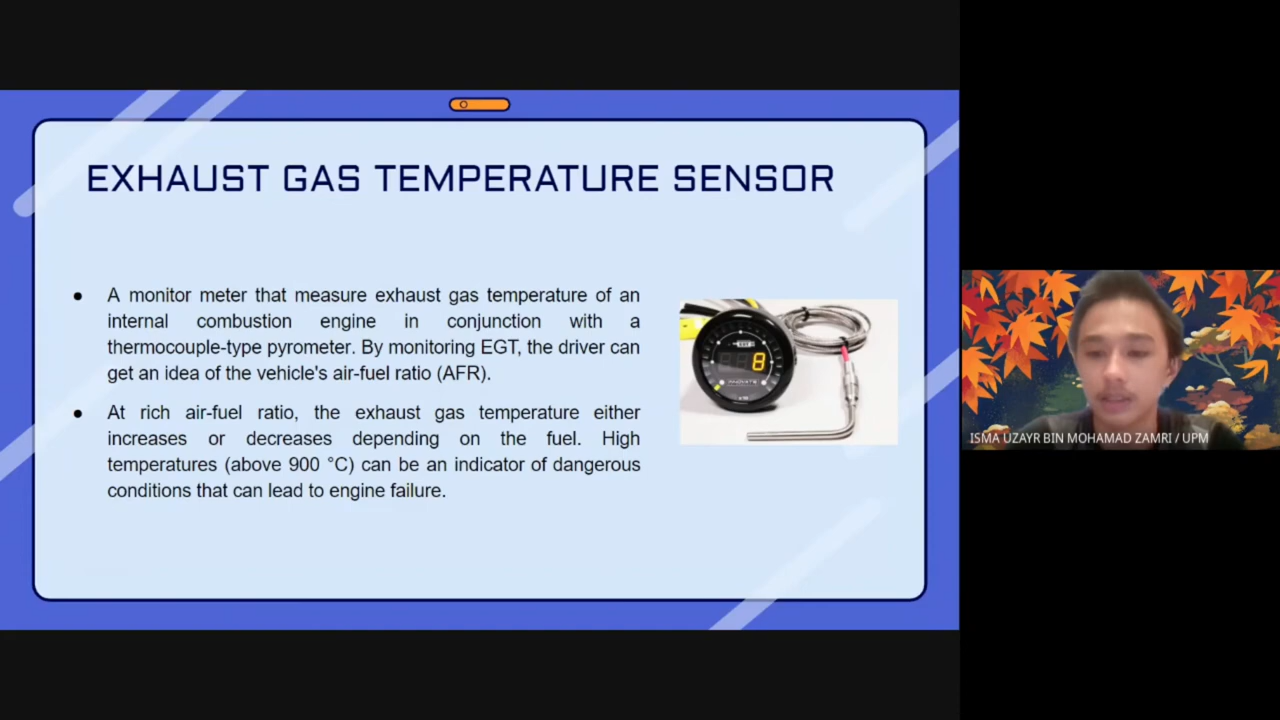 EXHAUST GAS TEMPERATURE SENSOR
● A monitor meter that measure exhaust gas temperature of an
internal combustion engine in conjunction with a
thermocouple-type pyrometer. By monitoring EGT, the driver can
get an idea of the vehicle's air-fuel ratio (AFR).
● At rich air-fuel ratio, the exhaust gas temperature either
increases or decreases depending on the fuel. High
temperatures (above 900 °C) can be an indicator of dangerous
conditions that can lead to engine failure.
8
INNOVATE
ISMA UZAYR BIN MOHAMAD ZAMRI / UPM